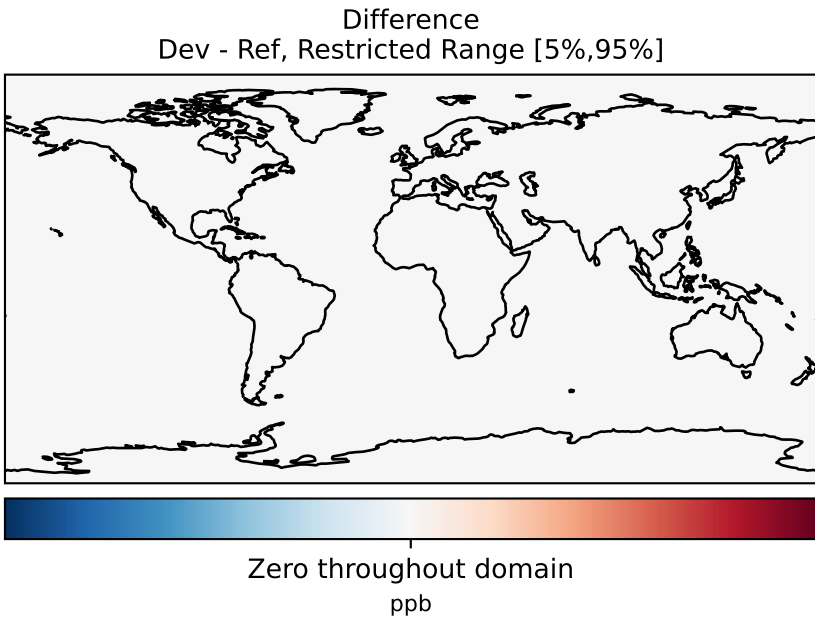 Difference
Dev - Ref, Restricted Range [5%,95%]
Zero throughout domain
ppb